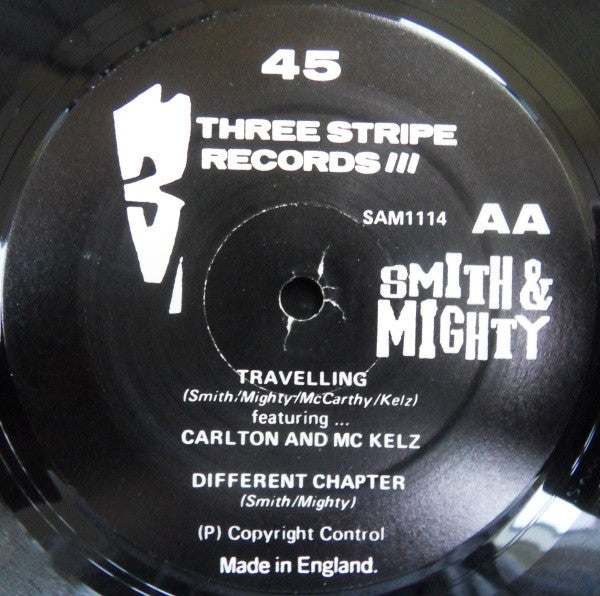 45
3
THREE STRIPE
RECORDS ///
SAM1114 AA
SMITH &
MIGHTY
TRAVELLING
(Smith/Mighty/McCarthy/Kelz)
featuring ...
CARLTON AND MC KELZ
DIFFERENT CHAPTER
(Smith/Mighty)
(P) Copyright Control
Made in England.